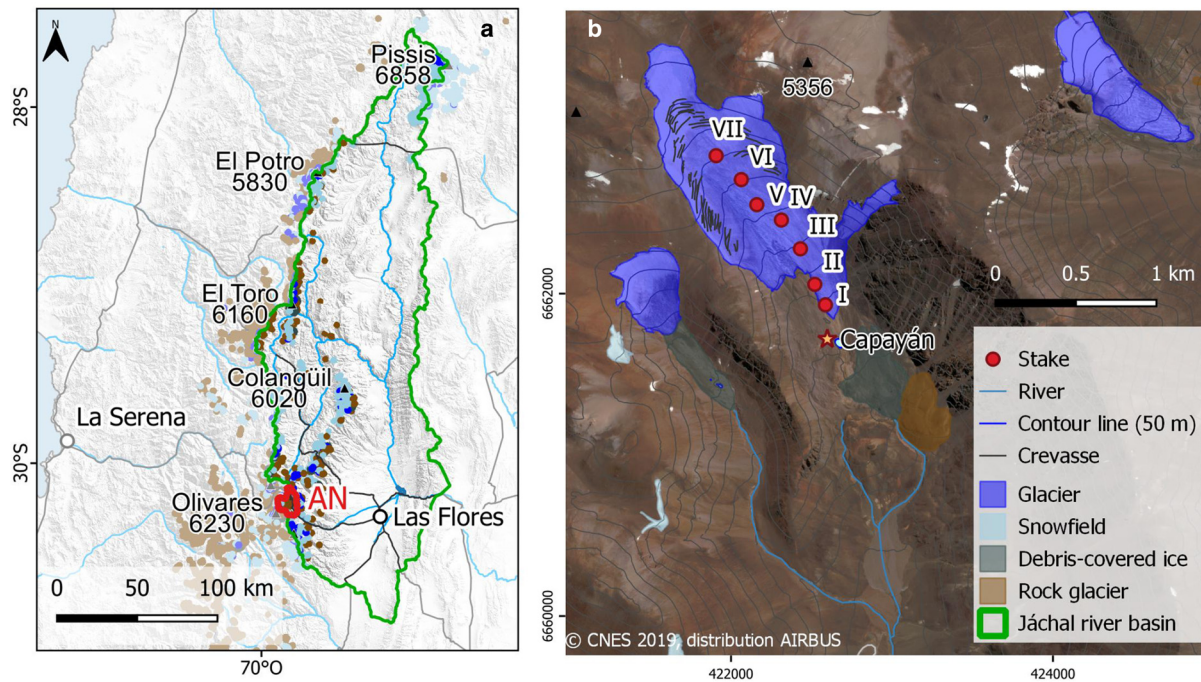 N
a
Pissis
6858
28°S
El Potro
5830
El Toro
6160
Colangüil
6020
La Serena
30°S
Olivares
6230
AN
Las Flores
0 50 100 km
70°O
b
5356
VII
VI
V
IV
III
II
I
Capayán
0 0.5 1 km
6662000
6660000
Stake
River
Contour line (50 m)
Crevasse
Glacier
Snowfield
Debris-covered ice
Rock glacier
Jáchal river basin
© CNES 2019, distribution AIRBUS
422000
424000